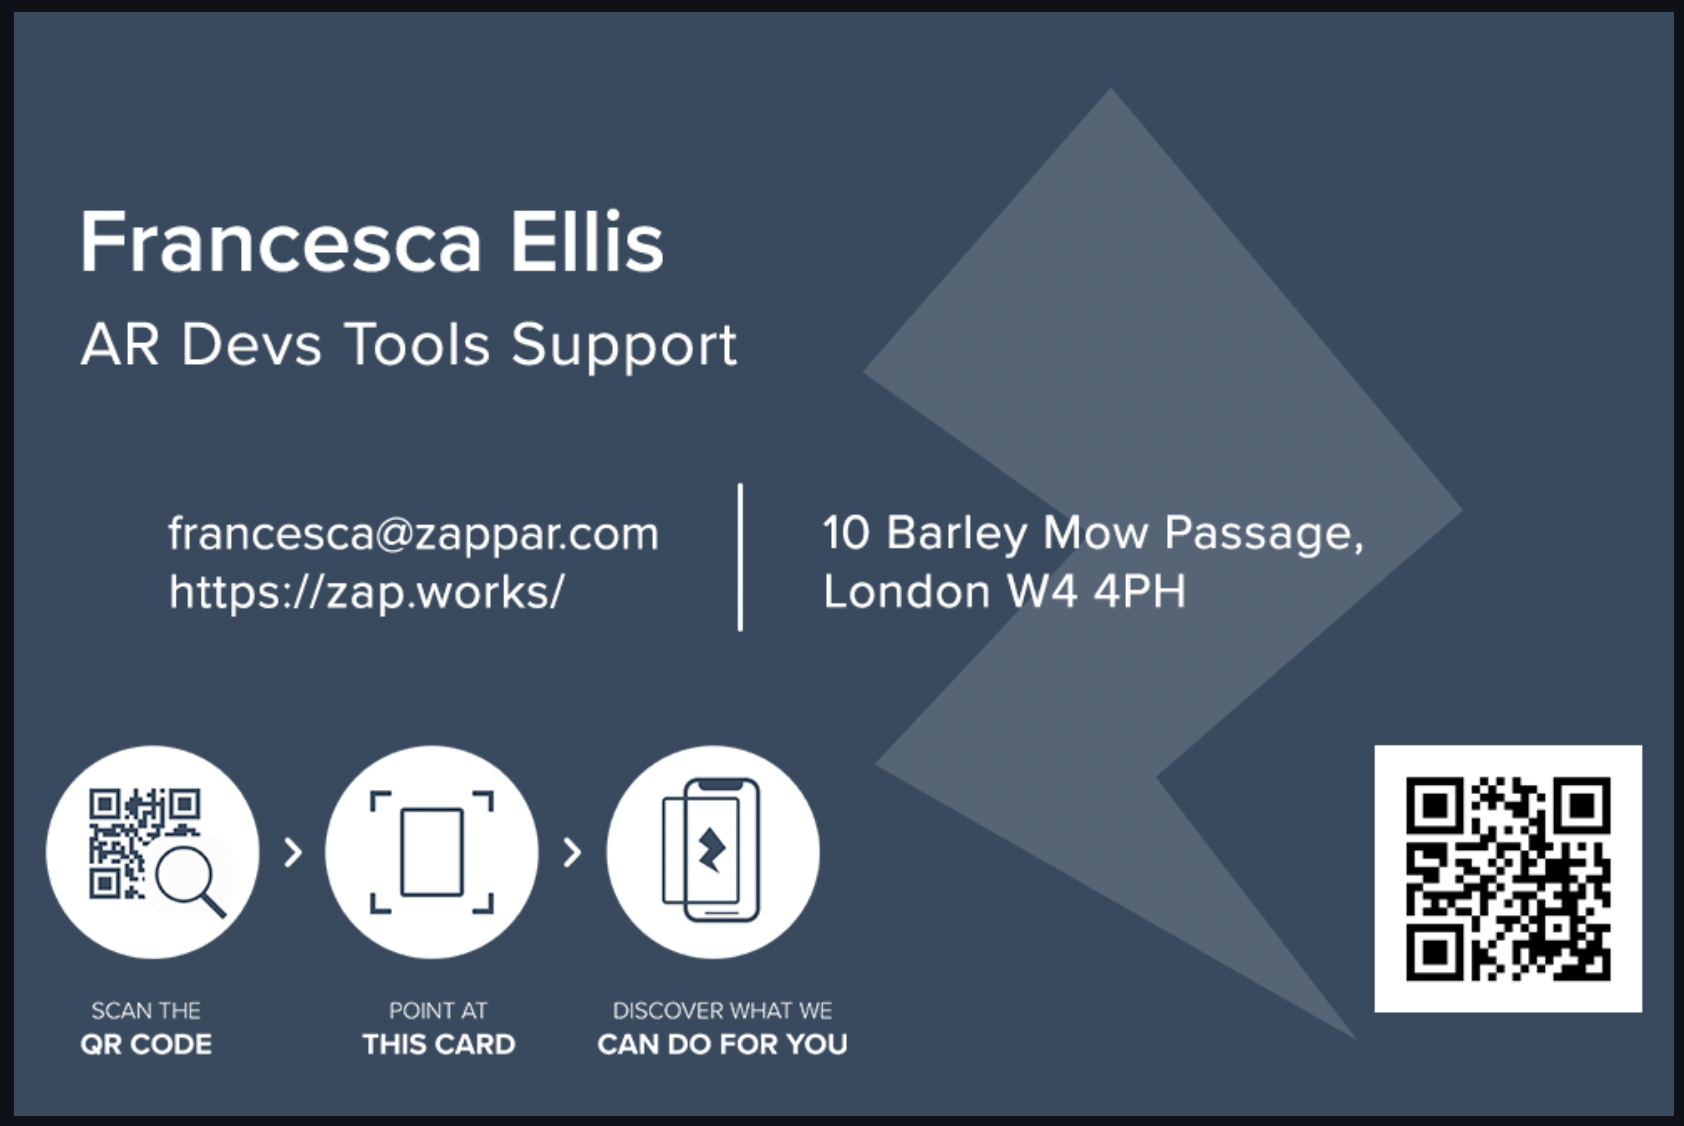 Francesca Ellis
AR Devs Tools Support
francesca@zappar.com
https://zap.works/
10 Barley Mow Passage,
London W4 4PH
SCAN THE
QR CODE
POINT AT
THIS CARD
DISCOVER WHAT WE
CAN DO FOR YOU